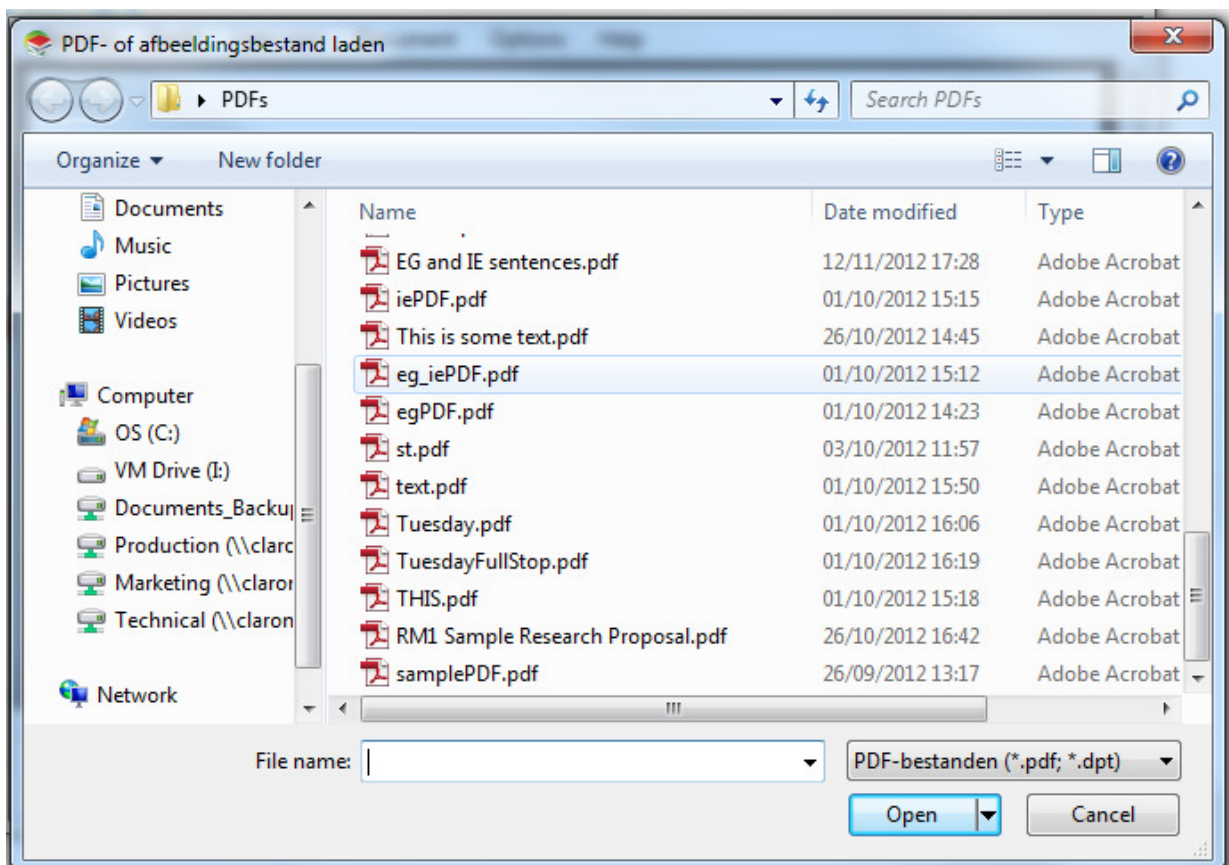 PDF- of afbeeldingsbestand laden
Options Help
PDFs
Search PDFs
Organize New folder
Documents
Music
Pictures
Videos
Computer
OS (C:)
VM Drive (I:)
Documents_Backu
Production (\\clarc
Marketing (\\claror
Technical (\\claron
Network
Name Date modified Type
EG and IE sentences.pdf 12/11/2012 17:28 Adobe Acrobat
iePDF.pdf 01/10/2012 15:15 Adobe Acrobat
This is some text.pdf 26/10/2012 14:45 Adobe Acrobat
eg_iePDF.pdf 01/10/2012 15:12 Adobe Acrobat
egPDF.pdf 01/10/2012 14:23 Adobe Acrobat
st.pdf 03/10/2012 11:57 Adobe Acrobat
text.pdf 01/10/2012 15:50 Adobe Acrobat
Tuesday.pdf 01/10/2012 16:06 Adobe Acrobat
TuesdayFullStop.pdf 01/10/2012 16:19 Adobe Acrobat
THIS.pdf 01/10/2012 15:18 Adobe Acrobat
RM1 Sample Research Proposal.pdf 26/10/2012 16:42 Adobe Acrobat
samplePDF.pdf 26/09/2012 13:17 Adobe Acrobat
File name: PDF-bestanden (*.pdf; *.dpt)
Open Cancel